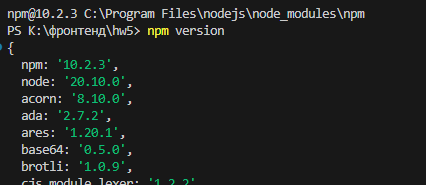 npm@10.2.3 C:\Program Files\nodejs\node_modules\npm
PS K:\фронтенд\hw5> npm version
{
  npm: '10.2.3',
  node: '20.10.0',
  acorn: '8.10.0',
  ada: '2.7.2',
  ares: '1.20.1',
  base64: '0.5.0',
  brotli: '1.0.9',
  cjs_module_lexer: '1.2.2'